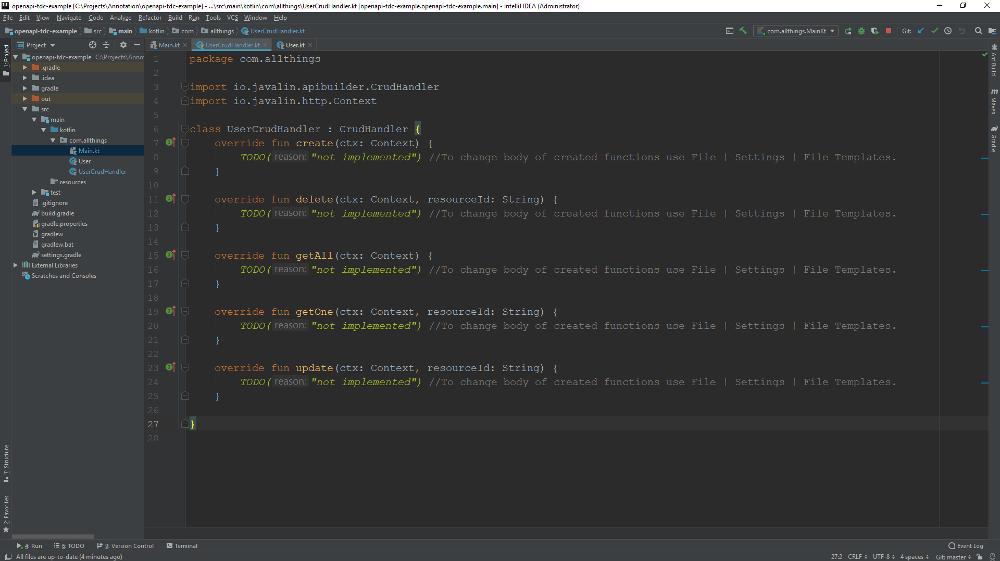 openapi-tdc-example [C:\Projects\Annotation\openapi-tdc-example] - ...\src\main\kotlin\com\allthings\UserCrudHandler.kt [openapi-tdc-example.openapi-tdc-example.main] - IntelliJ IDEA (Administrator)
File Edit View Navigate Code Analyze Refactor Build Run Tools VCS Window Help
openapi-tdc-example src main kotlin com allthings UserCrudHandler.kt com.allthings.MainKt Git:
Project Main.kt UserCrudHandler.kt User.kt
1: Project
7: Structure
2: Favorites
openapi-tdc-example C:\Projects\Annot
.gradle
.idea
gradle
out
src
main
kotlin
com.allthings
Main.kt
User
UserCrudHandler
resources
test
.gitignore
build.gradle
gradle.properties
gradlew
gradlew.bat
settings.gradle
External Libraries
Scratches and Consoles
1 package com.allthings
2
3 import io.javalin.apibuilder.CrudHandler
4 import io.javalin.http.Context
5
6 class UserCrudHandler : CrudHandler {
7 override fun create(ctx: Context) {
8 TODO( reason: "not implemented") //To change body of created functions use File | Settings | File Templates.
9 }
10
11 override fun delete(ctx: Context, resourceId: String) {
12 TODO( reason: "not implemented") //To change body of created functions use File | Settings | File Templates.
13 }
14
15 override fun getAll(ctx: Context) {
16 TODO( reason: "not implemented") //To change body of created functions use File | Settings | File Templates.
17 }
18
19 override fun getOne(ctx: Context, resourceId: String) {
20 TODO( reason: "not implemented") //To change body of created functions use File | Settings | File Templates.
21 }
22
23 override fun update(ctx: Context, resourceId: String) {
24 TODO( reason: "not implemented") //To change body of created functions use File | Settings | File Templates.
25 }
26
27 }
28
Ant Build
m Maven
Gradle
4: Run 6: TODO 9: Version Control Terminal Event Log
All files are up-to-date (4 minutes ago) 27:2 CRLF UTF-8 4 spaces Git: master